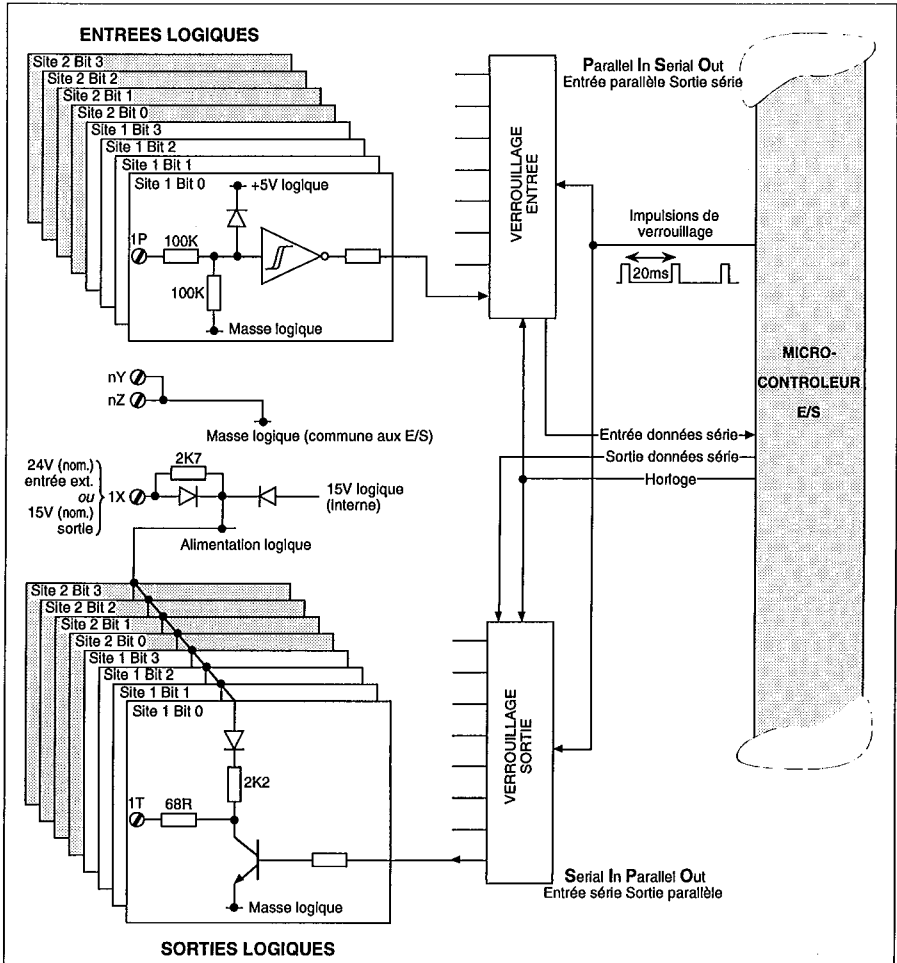 ENTREES LOGIQUES
Site 2 Bit 3
Site 2 Bit 2
Site 2 Bit 1
Site 2 Bit 0
Site 1 Bit 3
Site 1 Bit 2
Site 1 Bit 1
Site 1 Bit 0
+5V logique
1P
100K
100K
Masse logique
VERROUILLAGE
ENTREE
Parallel In Serial Out
Entrée parallèle Sortie série
Impulsions de
verrouillage
20ms
MICRO-
CONTROLEUR
E/S
nY
nZ
Masse logique (commune aux E/S)
Entrée données série
Sortie données série
Horloge
24V (nom.)
entrée ext.
ou
15V (nom.)
sortie
1X
2K7
15V logique
(interne)
Alimentation logique
Site 2 Bit 3
Site 2 Bit 2
Site 2 Bit 1
Site 2 Bit 0
Site 1 Bit 3
Site 1 Bit 2
Site 1 Bit 1
Site 1 Bit 0
2K2
1T
68R
Masse logique
VERROUILLAGE
SORTIE
Serial In Parallel Out
Entrée série Sortie parallèle
SORTIES LOGIQUES